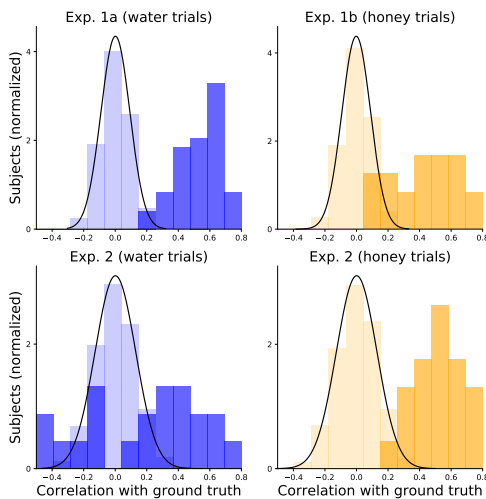 Exp. 1a (water trials)
Exp. 1b (honey trials)
Subjects (normalized)
4
2
0
−0.4 −0.2 0.0 0.2 0.4 0.6 0.8
4
2
0
−0.4 −0.2 0.0 0.2 0.4 0.6 0.8
Exp. 2 (water trials)
Exp. 2 (honey trials)
Subjects (normalized)
2
0
−0.4 −0.2 0.0 0.2 0.4 0.6 0.8
Correlation with ground truth
2
0
−0.4 −0.2 0.0 0.2 0.4 0.6 0.8
Correlation with ground truth